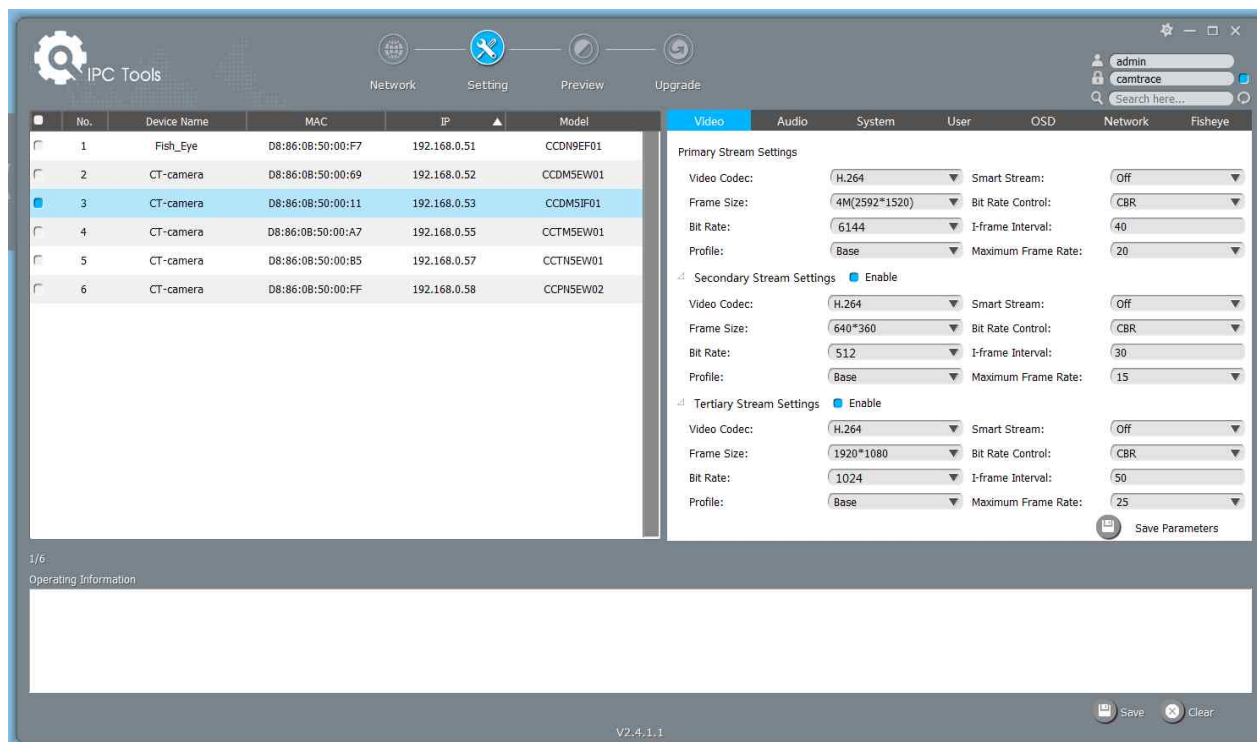 IPC Tools
Network Setting Preview Upgrade
admin
camtrace
Search here...
No. Device Name MAC IP Model
1 Fish_Eye D8:86:0B:50:00:F7 192.168.0.51 CCDN9EF01
2 CT-camera D8:86:0B:50:00:69 192.168.0.52 CCDM5EW01
3 CT-camera D8:86:0B:50:00:11 192.168.0.53 CCDM5IF01
4 CT-camera D8:86:0B:50:00:A7 192.168.0.55 CCTM5EW01
5 CT-camera D8:86:0B:50:00:B5 192.168.0.57 CCTN5EW01
6 CT-camera D8:86:0B:50:00:FF 192.168.0.58 CCPN5EW02
Video Audio System User OSD Network Fisheye
Primary Stream Settings
Video Codec: H.264 Smart Stream: Off
Frame Size: 4M(2592*1520) Bit Rate Control: CBR
Bit Rate: 6144 I-frame Interval: 40
Profile: Base Maximum Frame Rate: 20
Secondary Stream Settings Enable
Video Codec: H.264 Smart Stream: Off
Frame Size: 640*360 Bit Rate Control: CBR
Bit Rate: 512 I-frame Interval: 30
Profile: Base Maximum Frame Rate: 15
Tertiary Stream Settings Enable
Video Codec: H.264 Smart Stream: Off
Frame Size: 1920*1080 Bit Rate Control: CBR
Bit Rate: 1024 I-frame Interval: 50
Profile: Base Maximum Frame Rate: 25
Save Parameters
1/6
Operating Information
Save Clear
V2.4.1.1